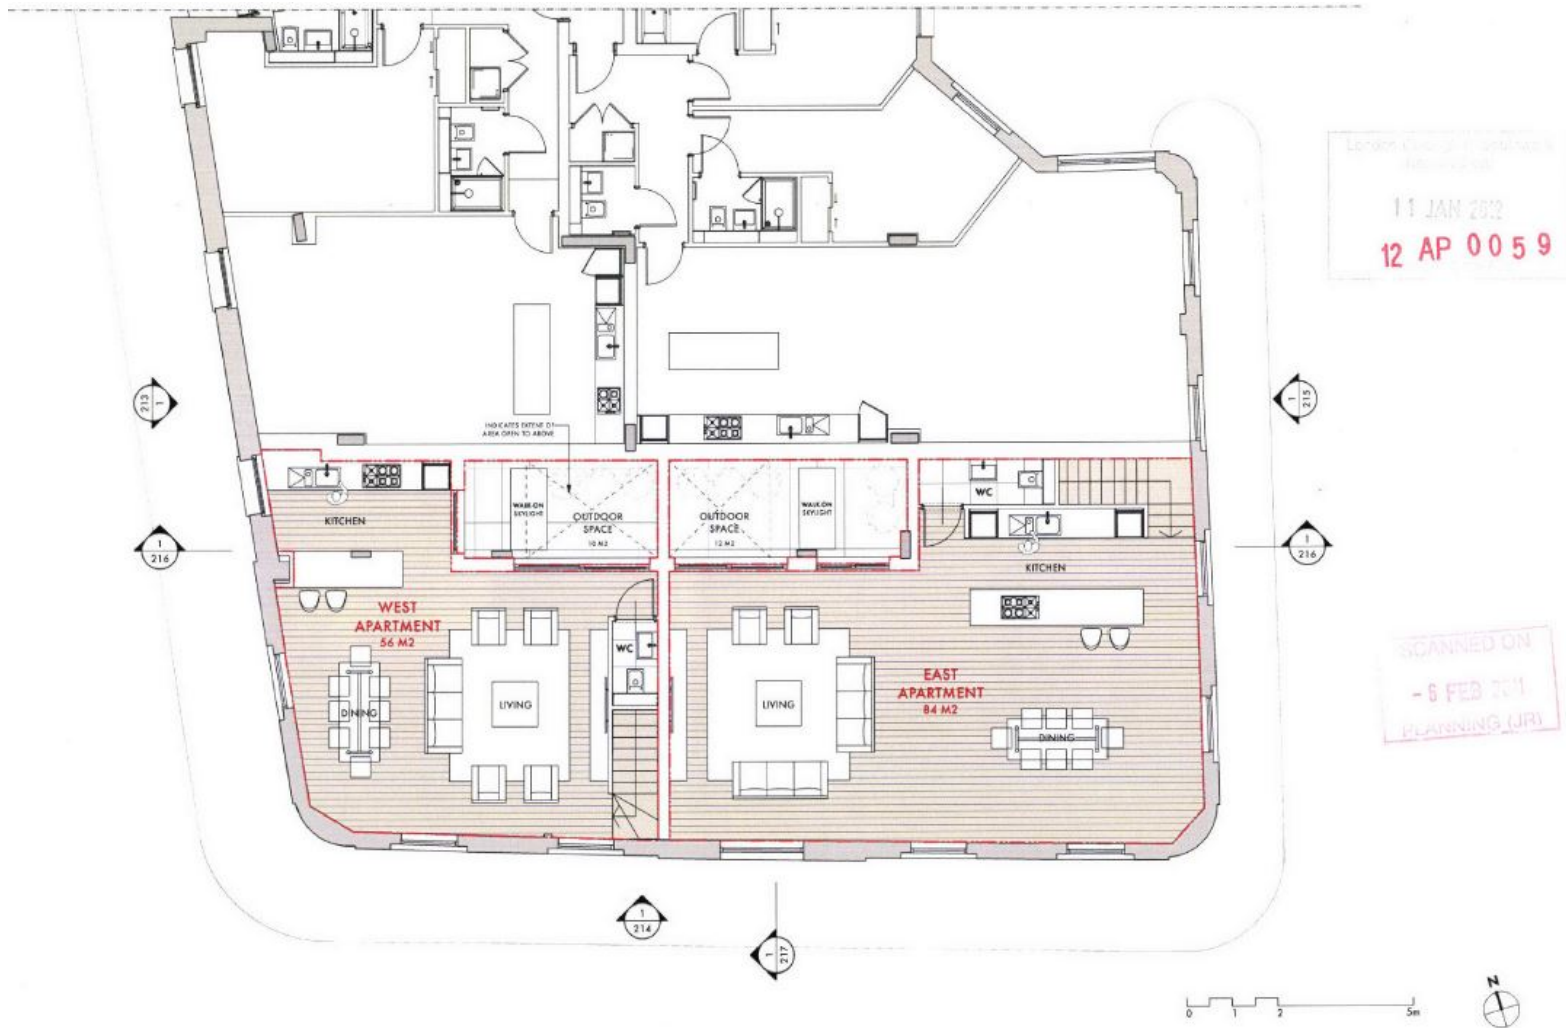 11 JAN 2012
12 AP 0059
213
1
INDICATES EXTENT OF
AREA OPEN TO ABOVE
1
215
WALK-ON
SKYLIGHT
OUTDOOR
SPACE
10 M2
OUTDOOR
SPACE
12 M2
WALK-ON
SKYLIGHT
WC
KITCHEN
KITCHEN
1
216
1
216
WEST
APARTMENT
56 M2
WC
EAST
APARTMENT
84 M2
DINING
LIVING
LIVING
DINING
SCANNED ON
- 6 FEB
PLANNING (JR)
1
214
1
217
N
0 1 2 5m